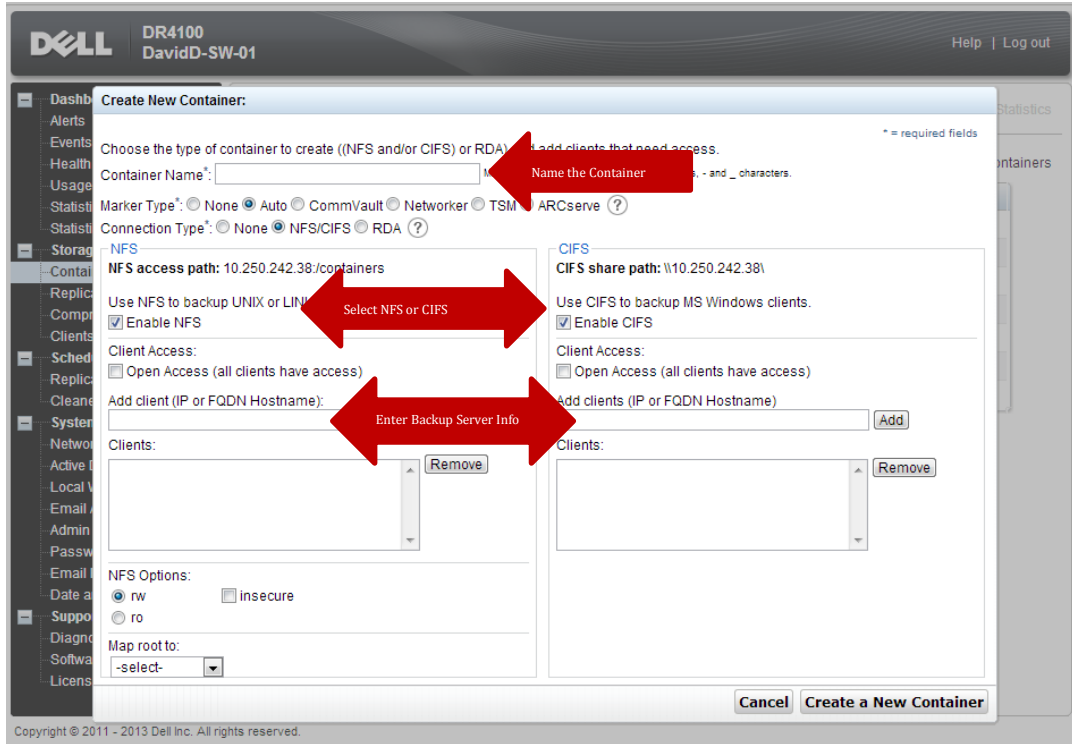 DELL
DR4100
DavidD-SW-01
Help | Log out
Dashb
Alerts
Events
Health
Usage
Statisti
Statisti
Storag
Contai
Replic
Compr
Clients
Sched
Replic
Cleane
System
Networ
Active D
Local
Email
Admin
Passw
Email
Date a
Suppo
Diagno
Softwa
Licens
Statistics
ontainers
Create New Container:
* = required fields
Choose the type of container to create ((NFS and/or CIFS) or RDA) add clients that need access.
Container Name*:
Name the Container
, - and _ characters.
Marker Type*: None Auto CommVault Networker TSM ARCserve ?
Connection Type*: None NFS/CIFS RDA ?
NFS
NFS access path: 10.250.242.38:/containers
Use NFS to backup UNIX or LIN
Enable NFS
Select NFS or CIFS
Client Access:
Open Access (all clients have access)
Add client (IP or FQDN Hostname):
Enter Backup Server Info
Clients:
Remove
NFS Options:
rw
insecure
ro
Map root to:
-select-
CIFS
CIFS share path: \\10.250.242.38\
Use CIFS to backup MS Windows clients.
Enable CIFS
Client Access:
Open Access (all clients have access)
Add clients (IP or FQDN Hostname)
Add
Clients:
Remove
Cancel
Create a New Container
Copyright © 2011 - 2013 Dell Inc. All rights reserved.